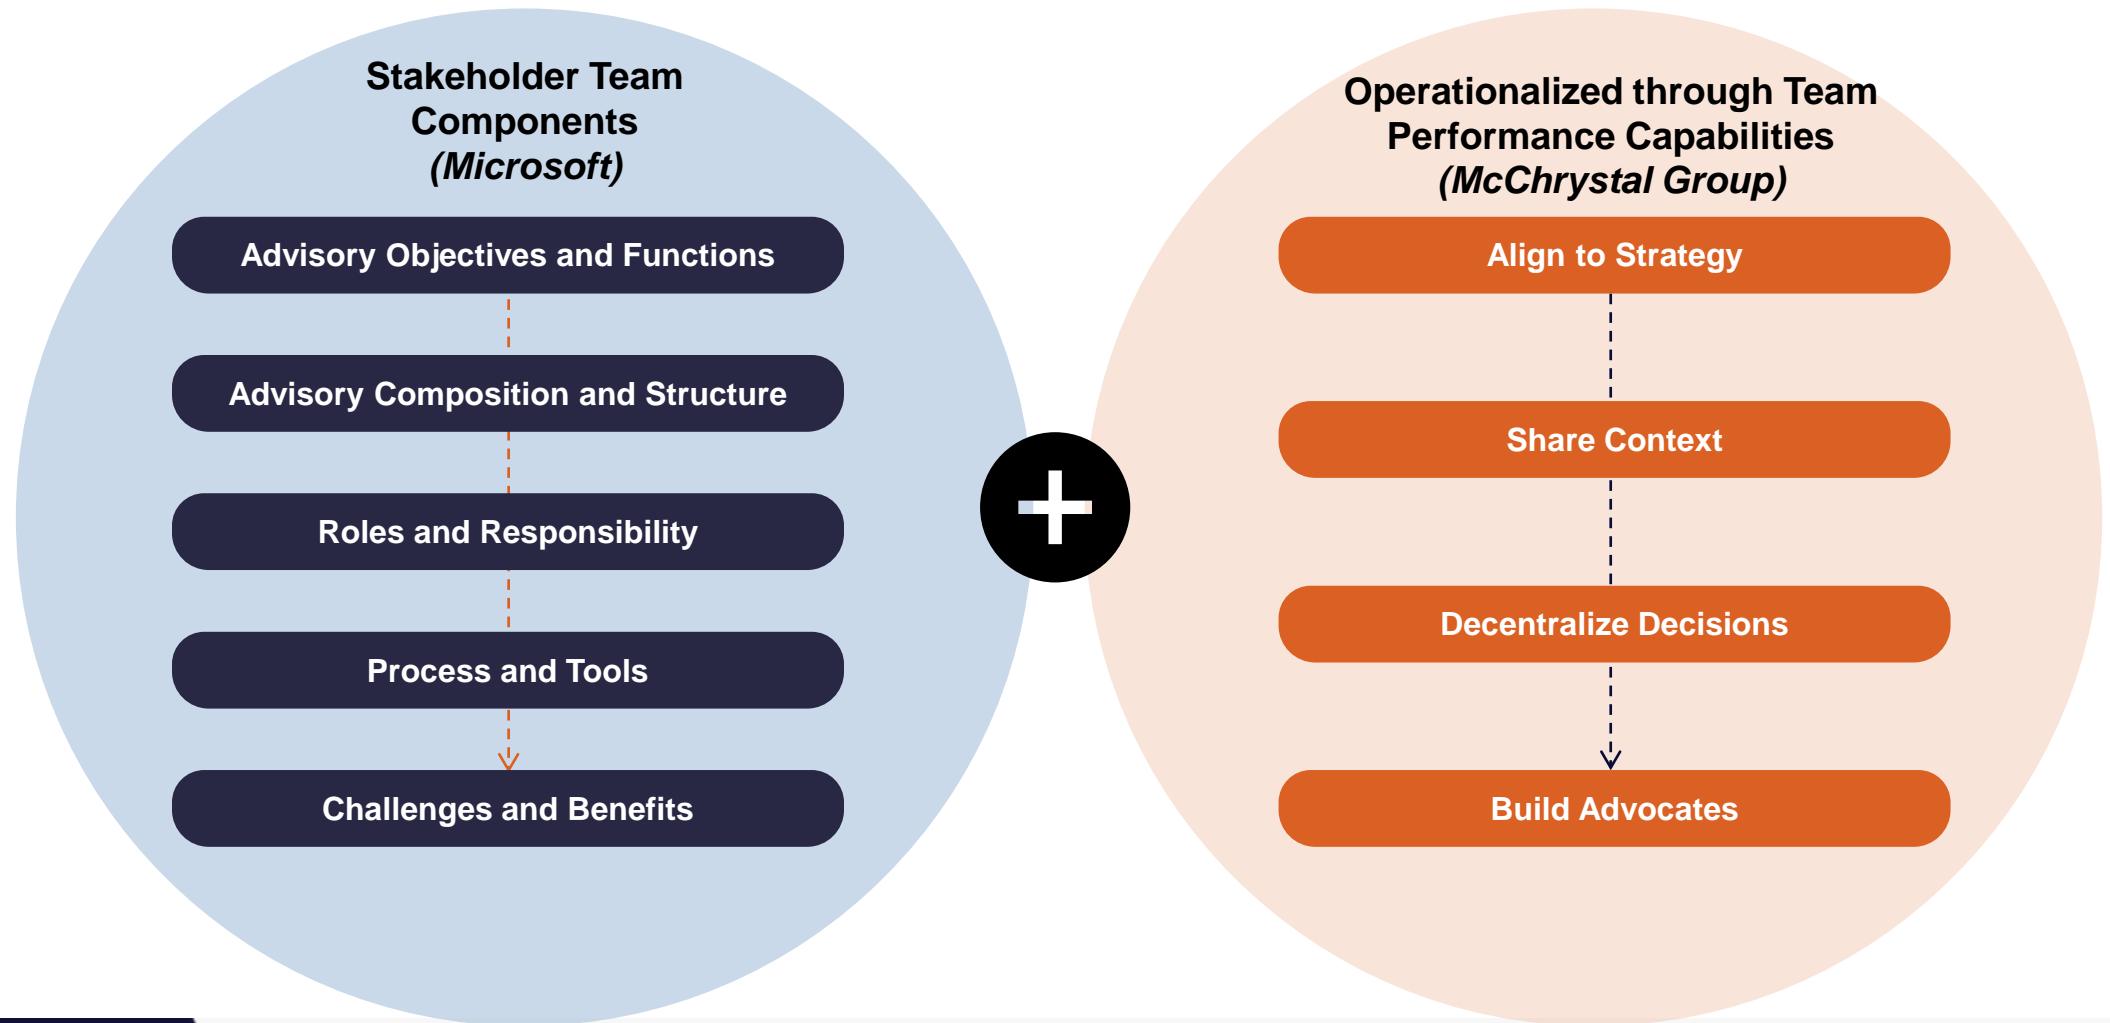 Stakeholder Team
Components
(Microsoft)
Advisory Objectives and Functions
Advisory Composition and Structure
Roles and Responsibility
Process and Tools
Challenges and Benefits
+
Operationalized through Team
Performance Capabilities
(McChrystal Group)
Align to Strategy
Share Context
Decentralize Decisions
Build Advocates